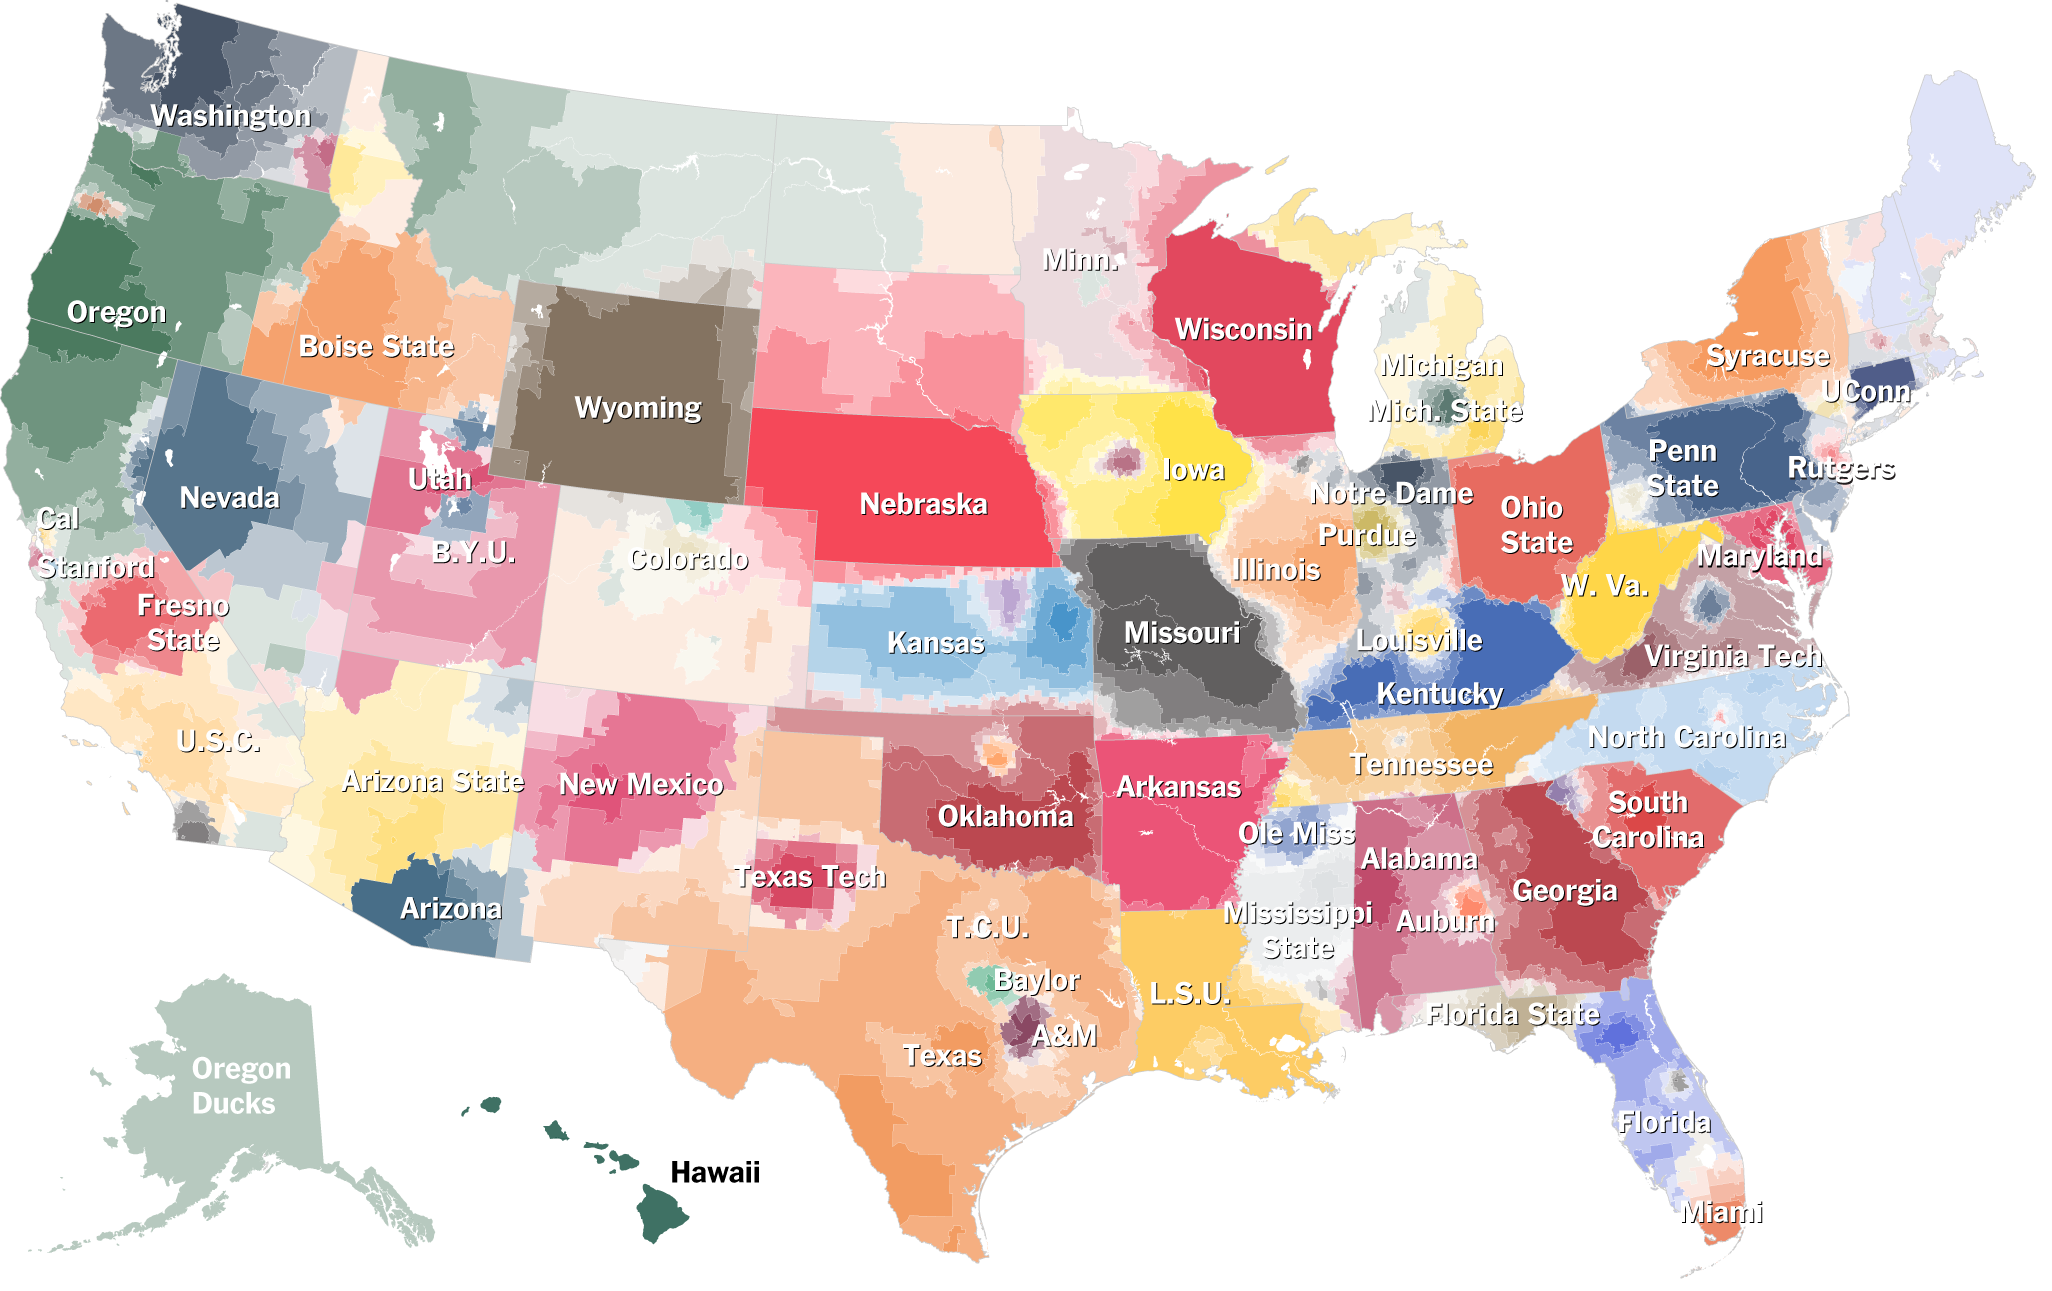 Washington
Oregon
Boise State
Wyoming
Minn.
Wisconsin
Michigan
Mich. State
Syracuse
UConn
Nevada
Utah
B.Y.U.
Nebraska
Iowa
Notre Dame
Purdue
Illinois
Ohio
State
Penn
State
Rutgers
Maryland
W. Va.
Cal
Stanford
Fresno
State
Colorado
Kansas
Missouri
Louisville
Kentucky
Virginia Tech
U.S.C.
Arizona State
Arizona
New Mexico
Oklahoma
Arkansas
Tennessee
North Carolina
South
Carolina
Texas Tech
T.C.U.
Baylor
A&M
Texas
L.S.U.
Ole Miss
Mississippi
State
Alabama
Auburn
Georgia
Florida State
Florida
Miami
Oregon
Ducks
Hawaii